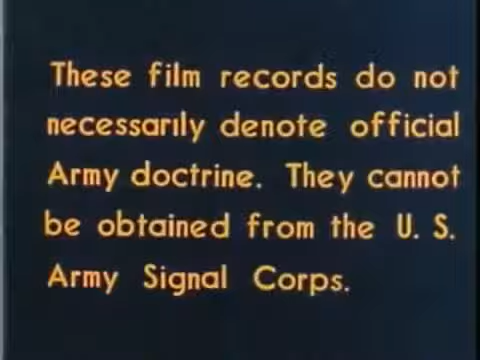 These film records do not
necessarily denote official
Army doctrine. They cannot
be obtained from the U. S.
Army Signal Corps.